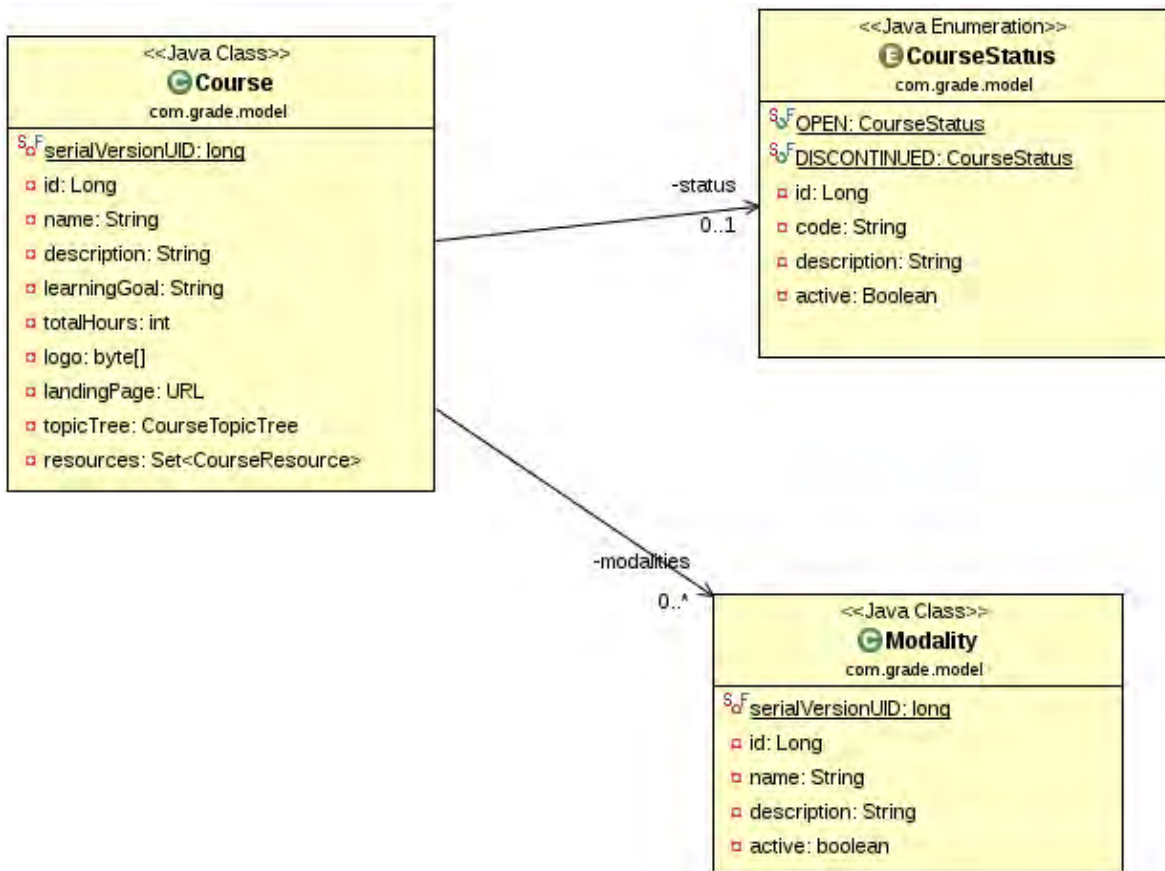 <<Java Class>>
Course
com.grade.model
serialVersionUID: long
id: Long
name: String
description: String
learningGoal: String
totalHours: int
logo: byte[]
landingPage: URL
topicTree: CourseTopicTree
resources: Set<CourseResource>
-status
0..1
<<Java Enumeration>>
CourseStatus
com.grade.model
OPEN: CourseStatus
DISCONTINUED: CourseStatus
id: Long
code: String
description: String
active: Boolean
-modalities
0..*
<<Java Class>>
Modality
com.grade.model
serialVersionUID: long
id: Long
name: String
description: String
active: boolean